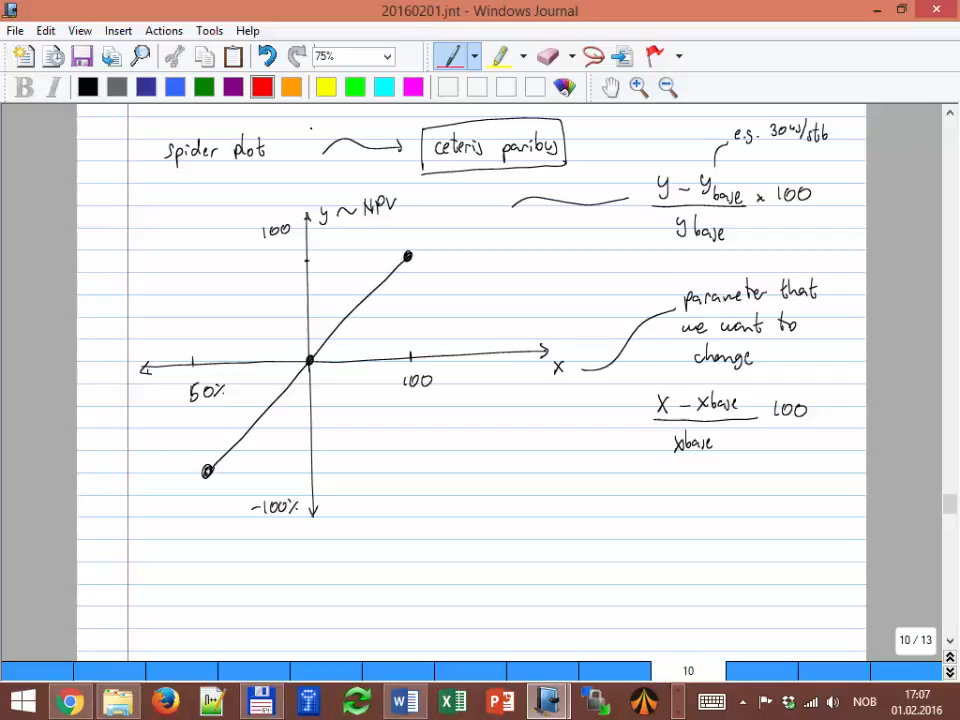 20160201.jnt - Windows Journal
File Edit View Insert Actions Tools Help
75%
B I
spider plot
ceteris paribus
e.g. 30 us/stb
y - ybase x 100
ybase
y ~ NPV
100
parameter that
we want to
change
x
50%
100
x - xbase 100
xbase
-100%
10 / 13
10
NOB
17:07
01.02.2016